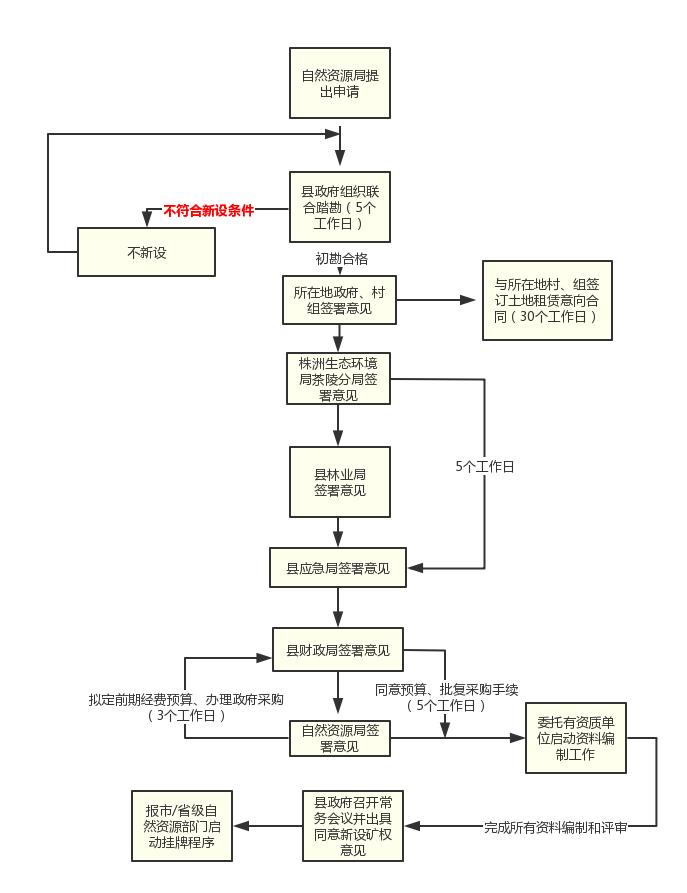 自然资源局提
出申请
县政府组织联
合踏勘（5个
工作日）
不符合新设条件
不新设
初勘合格
所在地政府、村
组签署意见
与所在地村、组签
订土地租赁意向合
同（30个工作日）
株洲生态环境
局茶陵分局签
署意见
5个工作日
县林业局
签署意见
县应急局签署意见
县财政局签署意见
拟定前期经费预算、办理政府采购
（3个工作日）
同意预算、批复采购手续
（5个工作日）
自然资源局签
署意见
委托有资质单
位启动资料编
制工作
完成所有资料编制和评审
县政府召开常
务会议并出具
同意新设矿权
意见
报市/省级自
然资源部门启
动挂牌程序